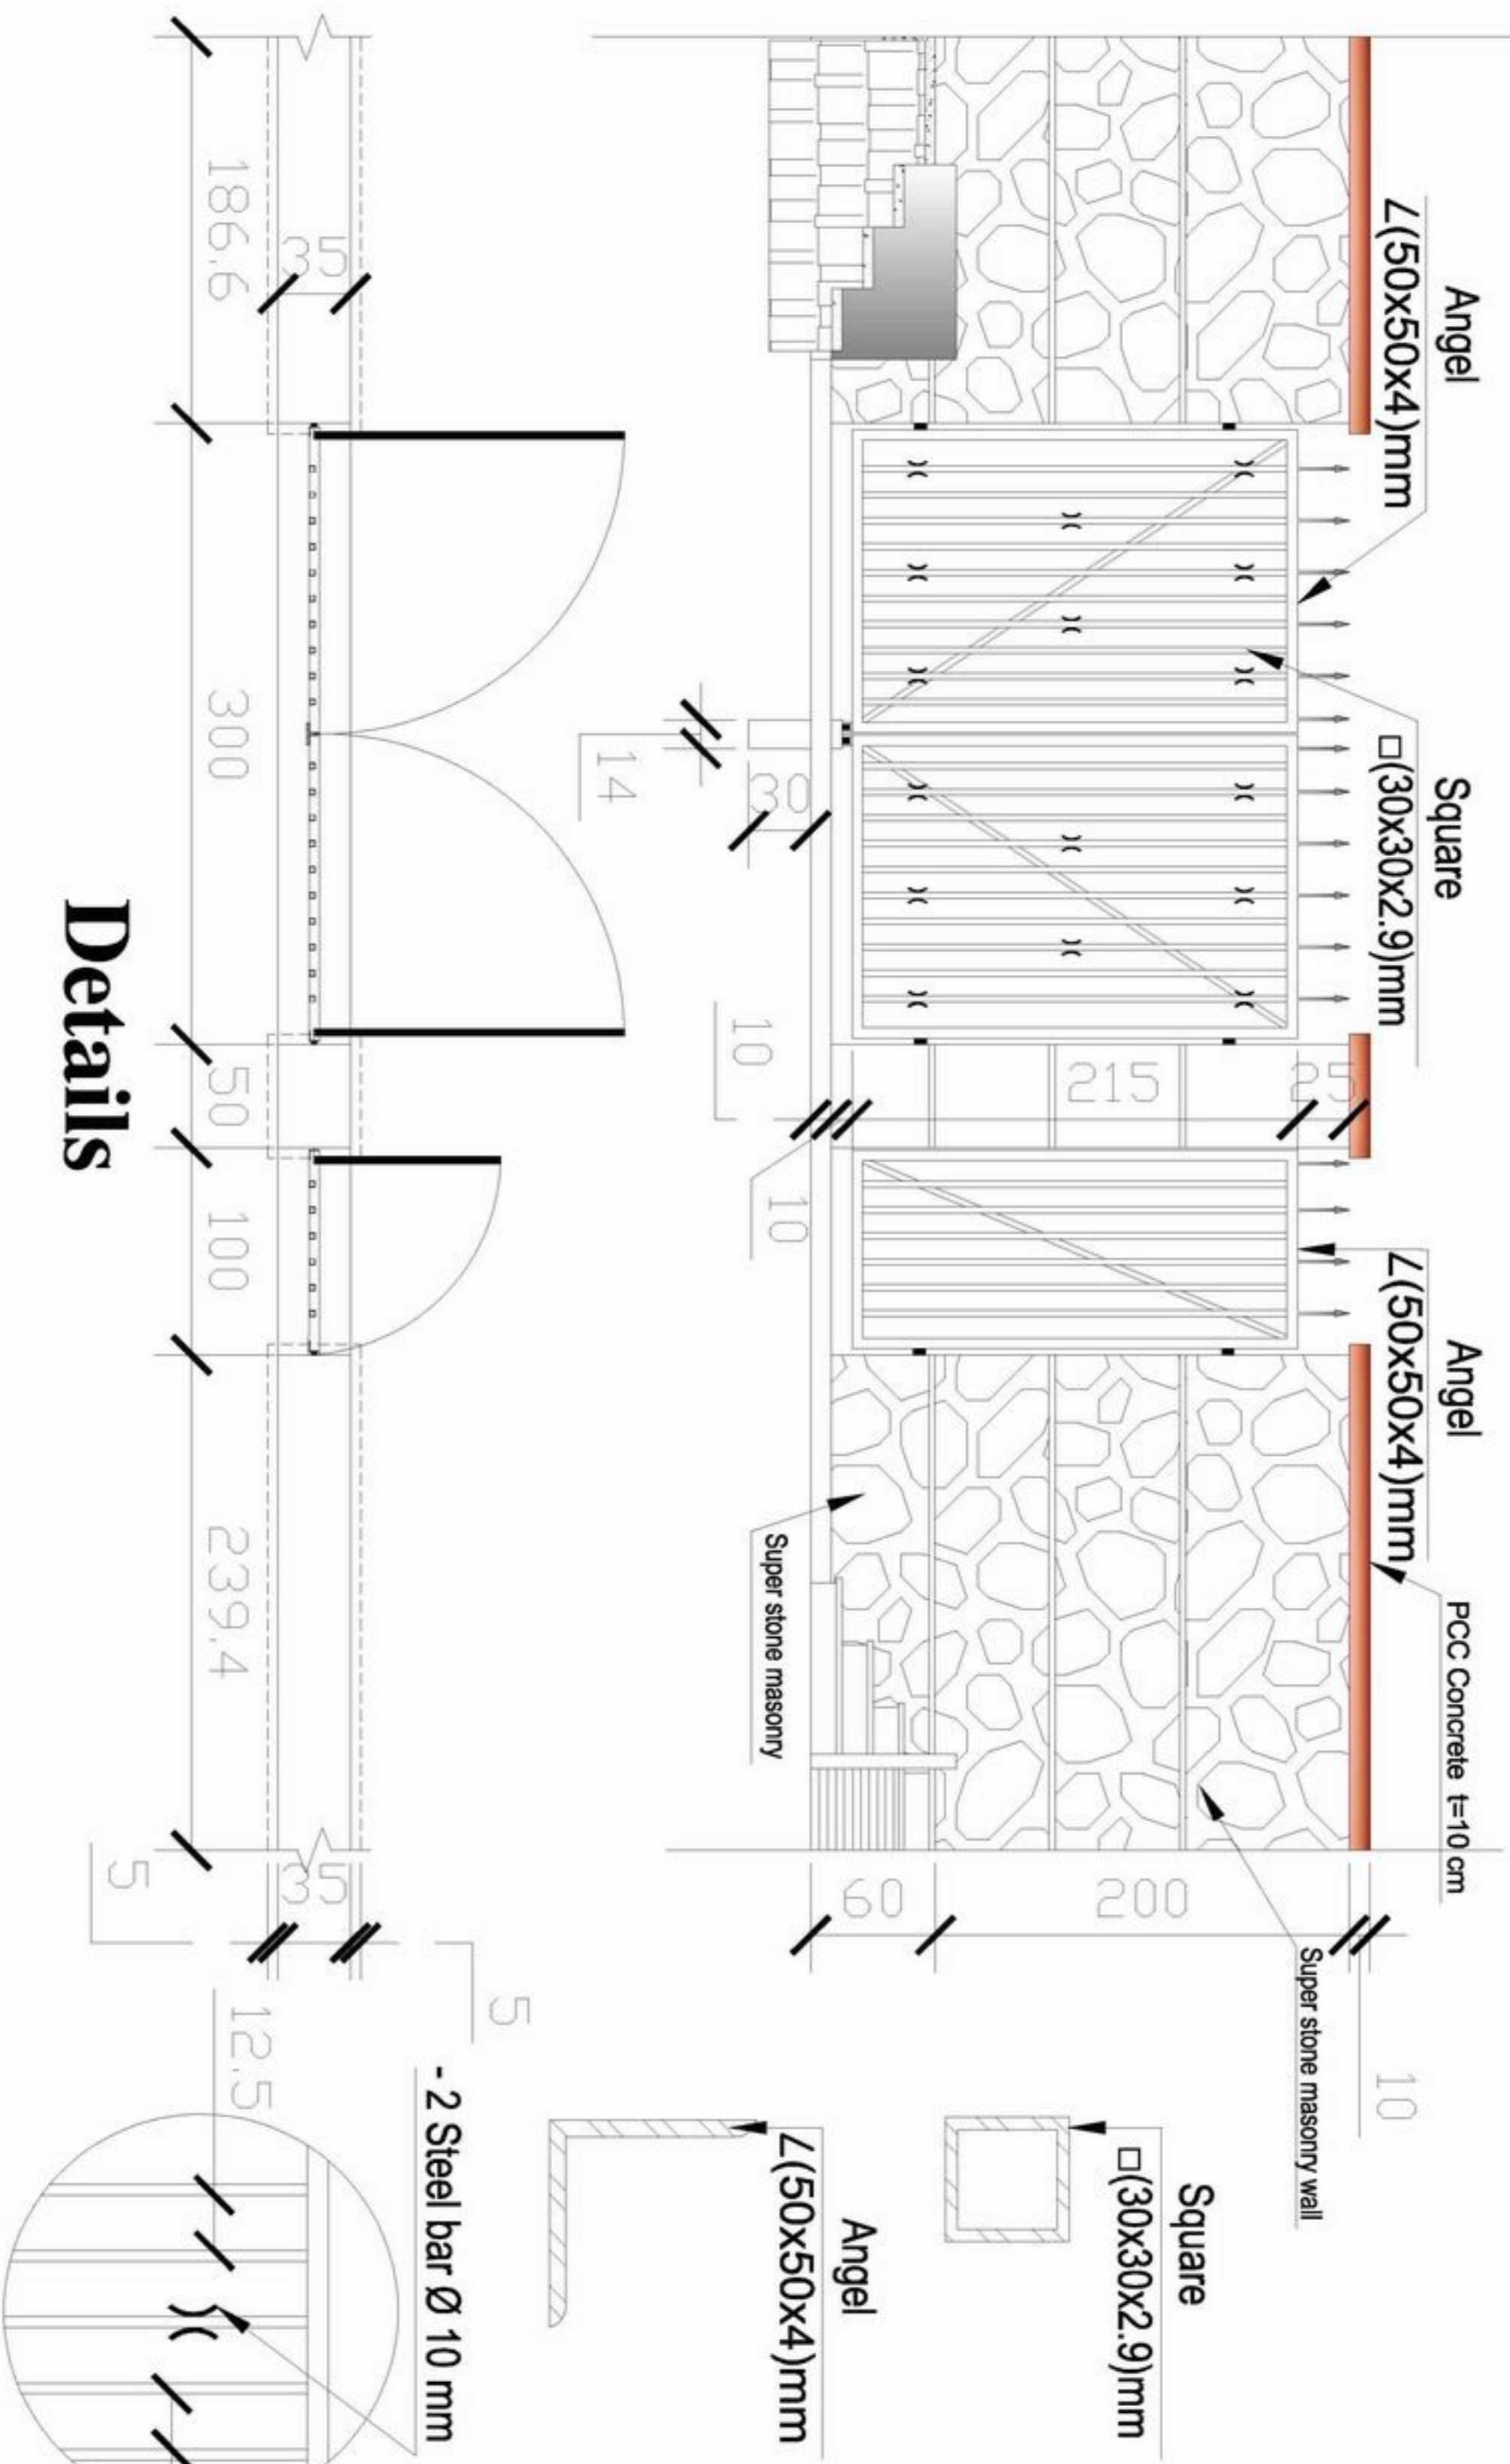 Angel
∠(50x50x4)mm
Square
□(30x30x2.9)mm
Angel
∠(50x50x4)mm
PCC Concrete t=10 cm
10
25
215
200
Super stone masonry wall
60
10
10
30
14
Super stone masonry
35
35
5
5
186.6
300
50
100
239.4
Details
Square
□(30x30x2.9)mm
Angel
∠(50x50x4)mm
- 2 Steel bar Ø 10 mm
12.5